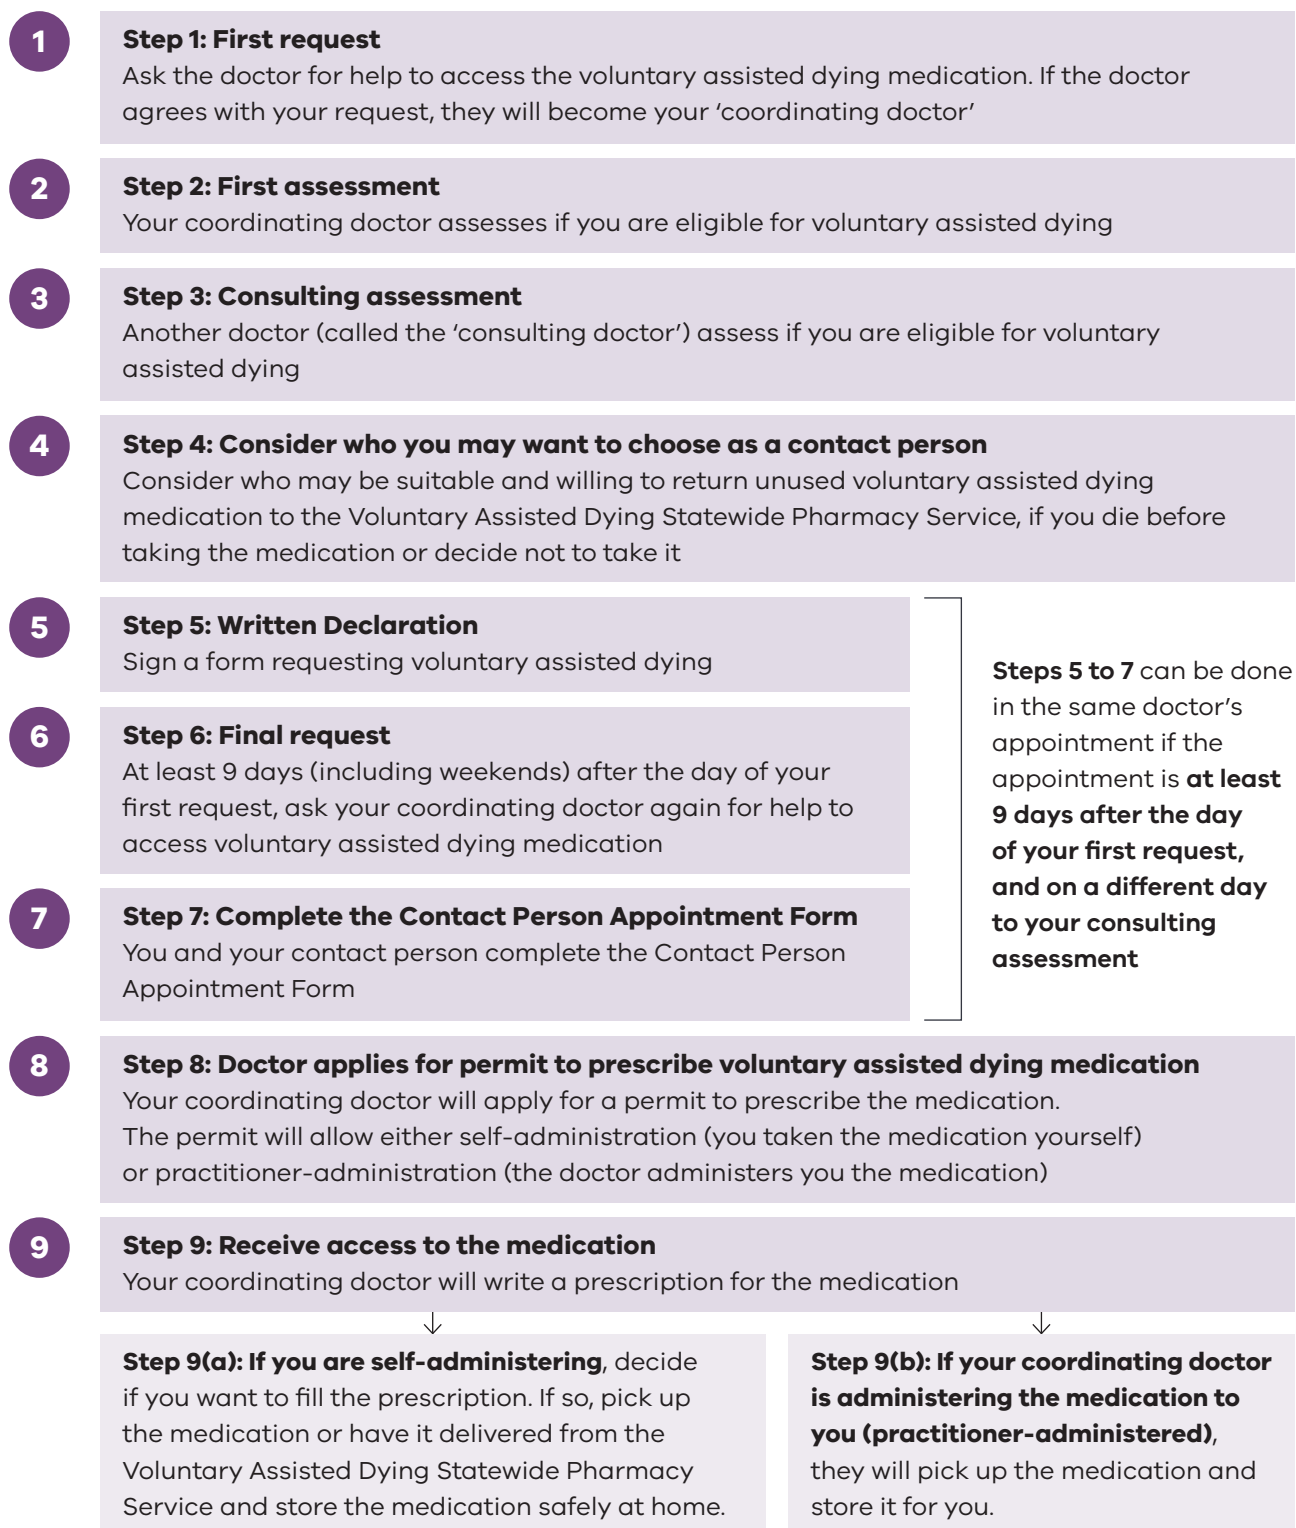 1
Step 1: First request
Ask the doctor for help to access the voluntary assisted dying medication. If the doctor
agrees with your request, they will become your ‘coordinating doctor’
2
Step 2: First assessment
Your coordinating doctor assesses if you are eligible for voluntary assisted dying
3
Step 3: Consulting assessment
Another doctor (called the ‘consulting doctor’) assess if you are eligible for voluntary
assisted dying
4
Step 4: Consider who you may want to choose as a contact person
Consider who may be suitable and willing to return unused voluntary assisted dying
medication to the Voluntary Assisted Dying Statewide Pharmacy Service, if you die before
taking the medication or decide not to take it
5
Step 5: Written Declaration
Sign a form requesting voluntary assisted dying
6
Step 6: Final request
At least 9 days (including weekends) after the day of your
first request, ask your coordinating doctor again for help to
access voluntary assisted dying medication
7
Step 7: Complete the Contact Person Appointment Form
You and your contact person complete the Contact Person
Appointment Form
Steps 5 to 7 can be done
in the same doctor’s
appointment if the
appointment is at least
9 days after the day
of your first request,
and on a different day
to your consulting
assessment
8
Step 8: Doctor applies for permit to prescribe voluntary assisted dying medication
Your coordinating doctor will apply for a permit to prescribe the medication.
The permit will allow either self-administration (you taken the medication yourself)
or practitioner-administration (the doctor administers you the medication)
9
Step 9: Receive access to the medication
Your coordinating doctor will write a prescription for the medication
Step 9(a): If you are self-administering, decide
if you want to fill the prescription. If so, pick up
the medication or have it delivered from the
Voluntary Assisted Dying Statewide Pharmacy
Service and store the medication safely at home.
Step 9(b): If your coordinating doctor
is administering the medication to
you (practitioner-administered),
they will pick up the medication and
store it for you.